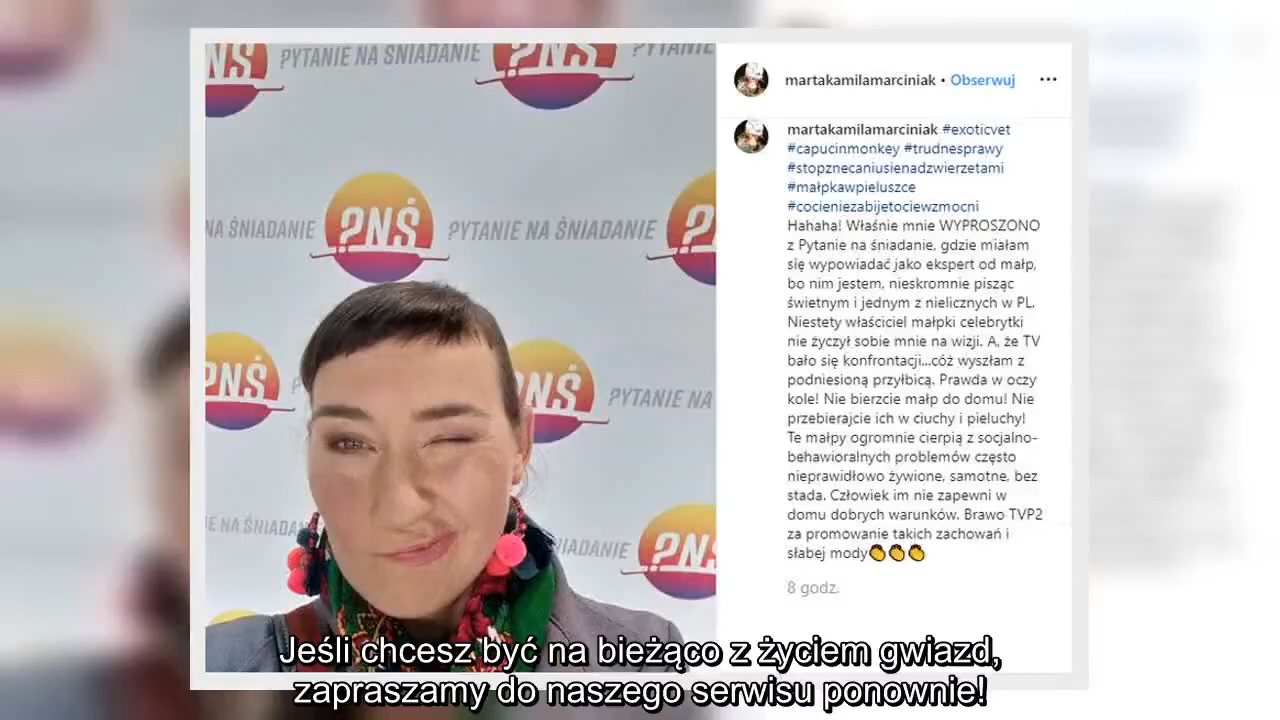 ?NŚ PYTANIE NA ŚNIADANIE ?NŚ PYTANIE
NA ŚNIADANIE ?NŚ PYTANIE NA ŚNIADANIE
?NŚ ?NŚ PYTANIE NA
IE NA ŚNIADANIE ŚNIADANIE ?NŚ
martakamilamarciniak • Obserwuj •••
martakamilamarciniak #exoticvet
#capucinmonkey #trudnesprawy
#stopznecaniusienadzwierzetami
#małpkawpieluszce
#cocieniezabijetociewzmocni
Hahaha! Właśnie mnie WYPROSZONO
z Pytanie na śniadanie, gdzie miałam
się wypowiadać jako ekspert od małp,
bo nim jestem, nieskromnie pisząc
świetnym i jednym z nielicznych w PL.
Niestety właściciel małpki celebrytki
nie życzył sobie mnie na wizji. A, że TV
bało się konfrontacji...cóż wyszłam z
podniesioną przyłbicą. Prawda w oczy
kole! Nie bierzcie małp do domu! Nie
przebierajcie ich w ciuchy i pieluchy!
Te małpy ogromnie cierpią z socjalno-
behawioralnych problemów często
nieprawidłowo żywione, samotne, bez
stada. Człowiek im nie zapewni w
domu dobrych warunków. Brawo TVP2
za promowanie takich zachowań i
słabej mody👏👏👏
8 godz.
Jeśli chcesz być na bieżąco z życiem gwiazd,
zapraszamy do naszego serwisu ponownie!